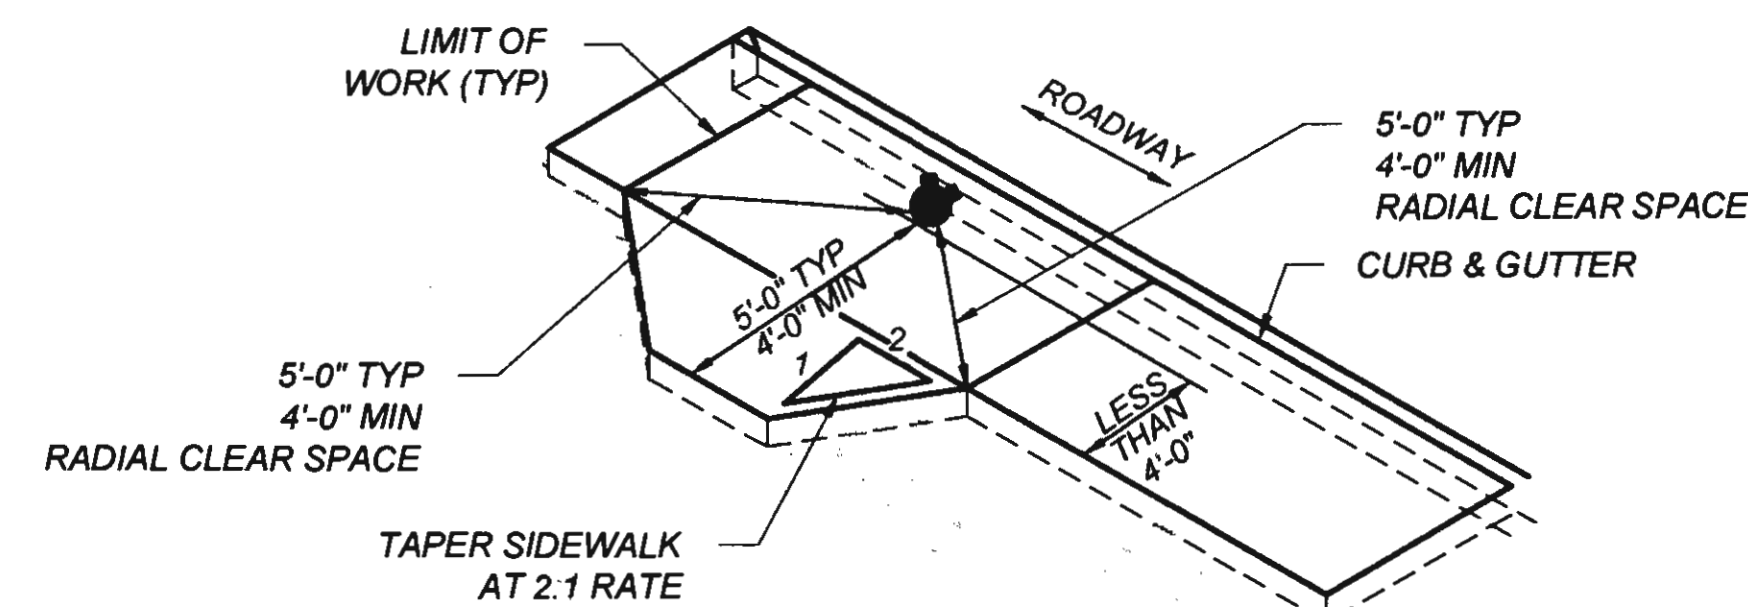 LIMIT OF
WORK (TYP)
ROADWAY
5'-0" TYP
4'-0" MIN
RADIAL CLEAR SPACE
CURB & GUTTER
5'-0" TYP
4'-0" MIN
1
2
5'-0" TYP
4'-0" MIN
RADIAL CLEAR SPACE
LESS
THAN
4'-0"
TAPER SIDEWALK
AT 2:1 RATE